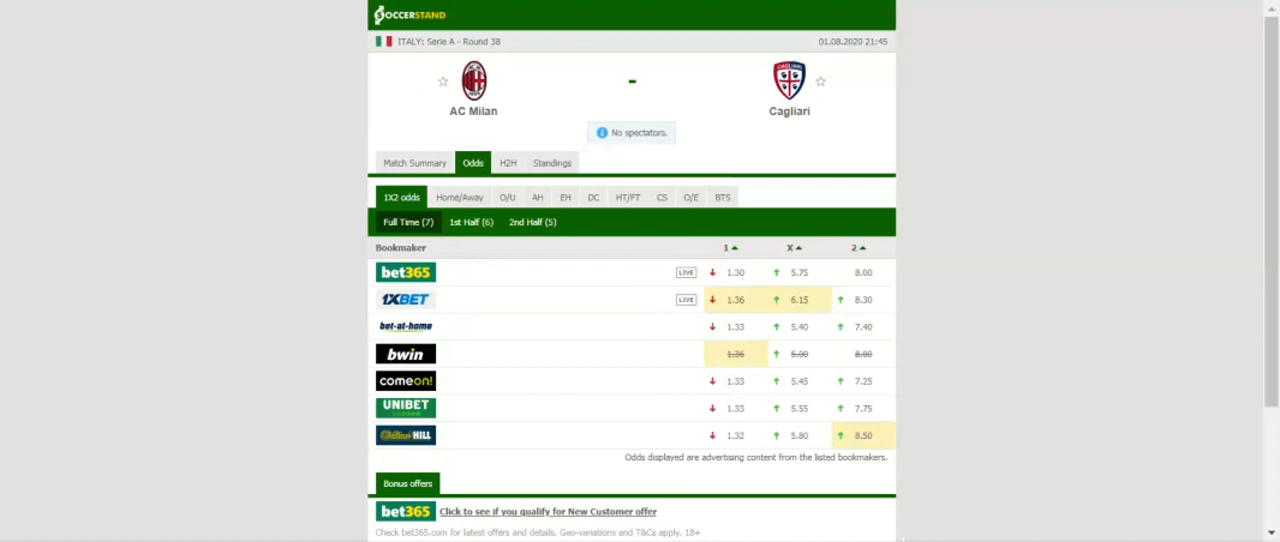 SOCCERSTAND
ITALY: Serie A - Round 38 01.08.2020 21:45
-
AC Milan Cagliari
No spectators.
Match Summary Odds H2H Standings
1X2 odds Home/Away O/U AH EH DC HT/FT CS O/E BTS
Full Time (7) 1st Half (6) 2nd Half (5)
Bookmaker 1 X 2
bet365 LIVE 1.30 5.75 8.00
1XBET LIVE 1.36 6.15 8.30
bet-at-home 1.33 5.40 7.40
bwin 1.36 5.00 8.00
comeon! 1.33 5.45 7.25
UNIBET 1.33 5.55 7.75
William HILL 1.32 5.80 8.50
Odds displayed are advertising content from the listed bookmakers.
Bonus offers
bet365 Click to see if you qualify for New Customer offer
Check bet365.com for latest offers and details. Geo-variations and T&Cs apply. 18+